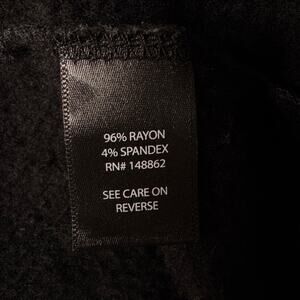 96% RAYON
4% SPANDEX
RN# 148862
SEE CARE ON
REVERSE